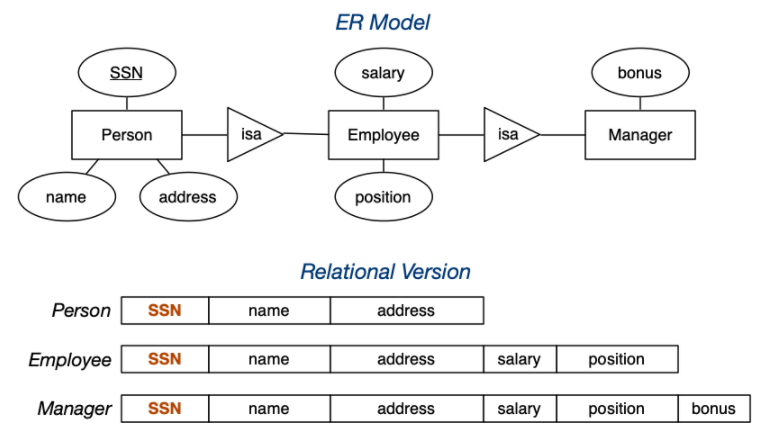 ER Model
SSN salary bonus
Person isa Employee isa Manager
name address position
Relational Version
Person SSN name address
Employee SSN name address salary position
Manager SSN name address salary position bonus